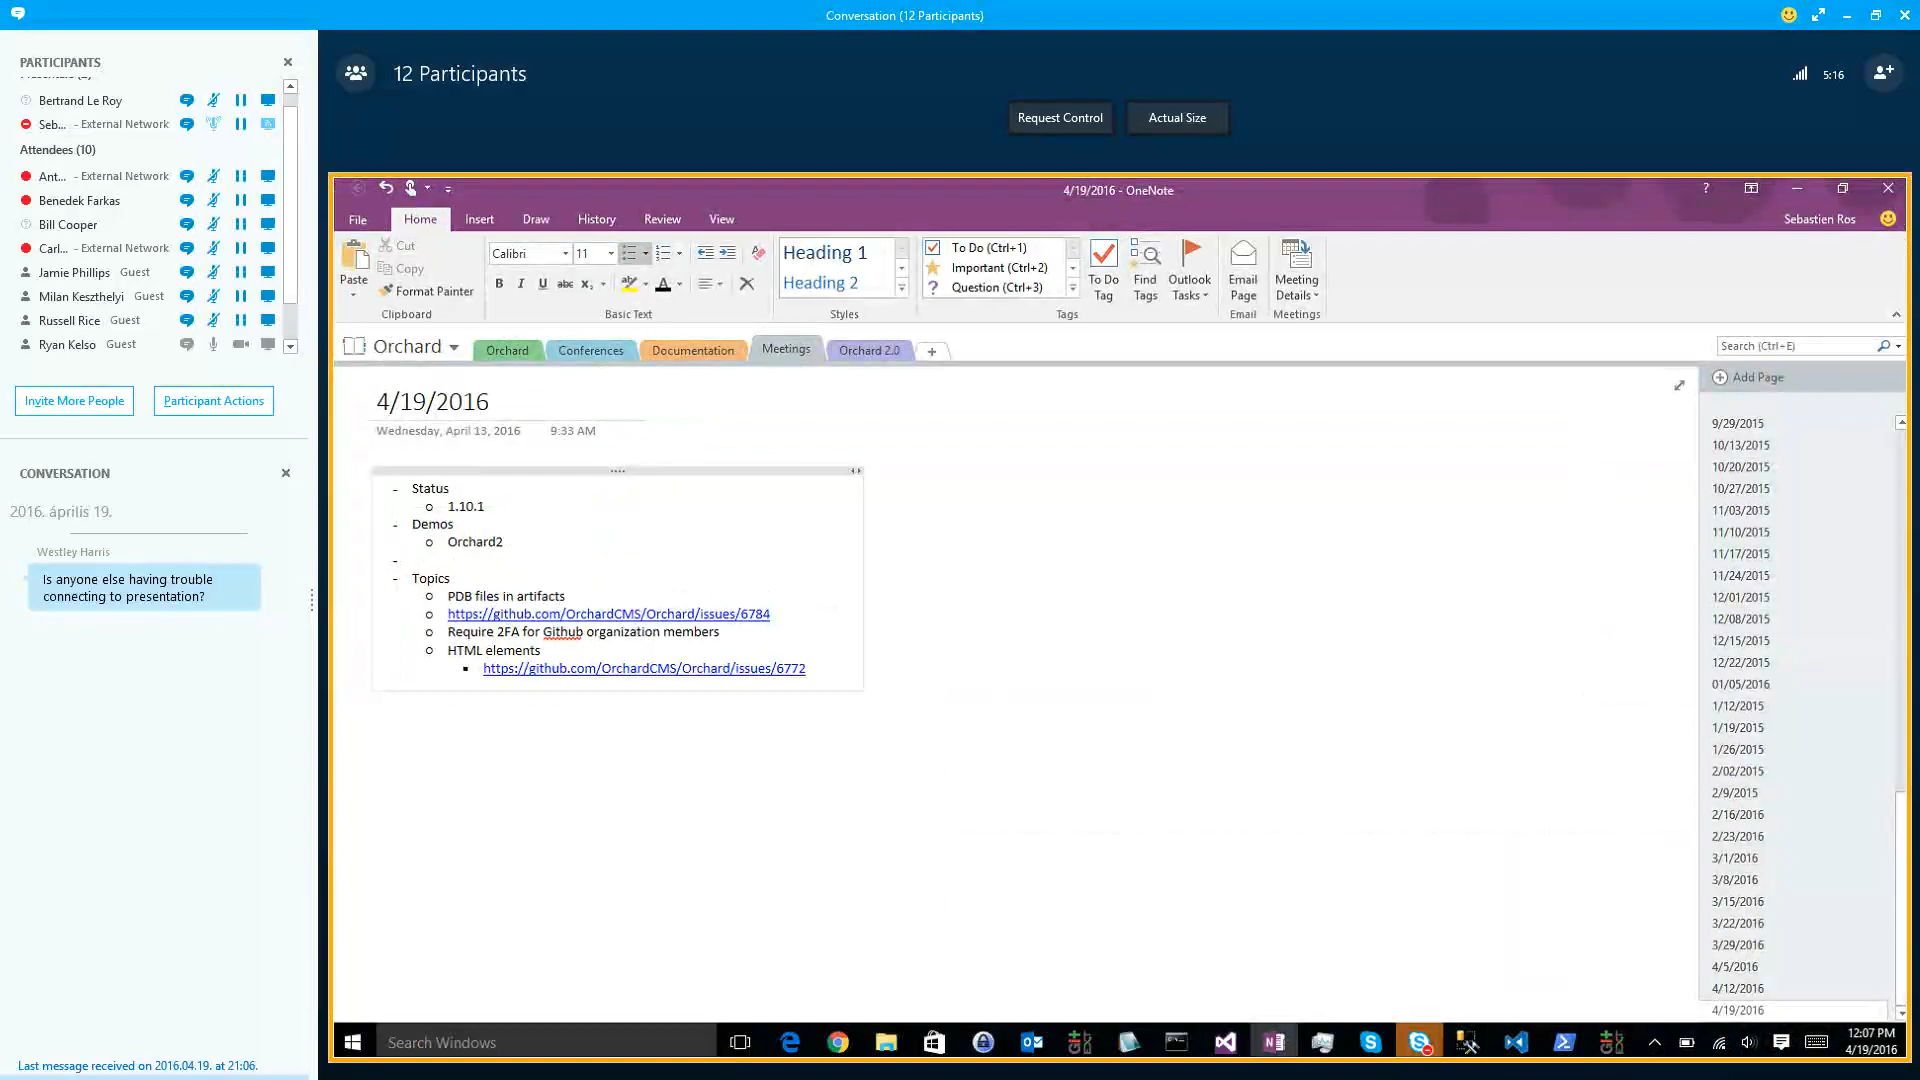 Conversation (12 Participants)
PARTICIPANTS
Bertrand Le Roy
Seb... - External Network
Attendees (10)
Ant... - External Network
Benedek Farkas
Bill Cooper
Carl... - External Network
Jamie Phillips Guest
Milan Keszthelyi Guest
Russell Rice Guest
Ryan Kelso Guest
Invite More People
Participant Actions
CONVERSATION
2016. április 19.
Westley Harris
Is anyone else having trouble
connecting to presentation?
Last message received on 2016.04.19. at 21:06.
12 Participants
5:16
Request Control
Actual Size
4/19/2016 - OneNote
File Home Insert Draw History Review View
Sebastien Ros
Paste
Cut
Copy
Format Painter
Clipboard
Calibri 11
B I U abc X₂
A
Basic Text
Heading 1
Heading 2
Styles
To Do (Ctrl+1)
Important (Ctrl+2)
Question (Ctrl+3)
To Do
Tag
Find
Tags
Outlook
Tasks
Tags
Email
Page
Email
Meeting
Details
Meetings
Orchard
Orchard Conferences Documentation Meetings Orchard 2.0
Search (Ctrl+E)
4/19/2016
Wednesday, April 13, 2016 9:33 AM
- Status
o 1.10.1
- Demos
o Orchard2
-
- Topics
o PDB files in artifacts
o https://github.com/OrchardCMS/Orchard/issues/6784
o Require 2FA for Github organization members
o HTML elements
▪ https://github.com/OrchardCMS/Orchard/issues/6772
Add Page
9/29/2015
10/13/2015
10/20/2015
10/27/2015
11/03/2015
11/10/2015
11/17/2015
11/24/2015
12/01/2015
12/08/2015
12/15/2015
12/22/2015
01/05/2016
1/12/2015
1/19/2015
1/26/2015
2/02/2015
2/9/2015
2/16/2016
2/23/2016
3/1/2016
3/8/2016
3/15/2016
3/22/2016
3/29/2016
4/5/2016
4/12/2016
4/19/2016
Search Windows
12:07 PM
4/19/2016